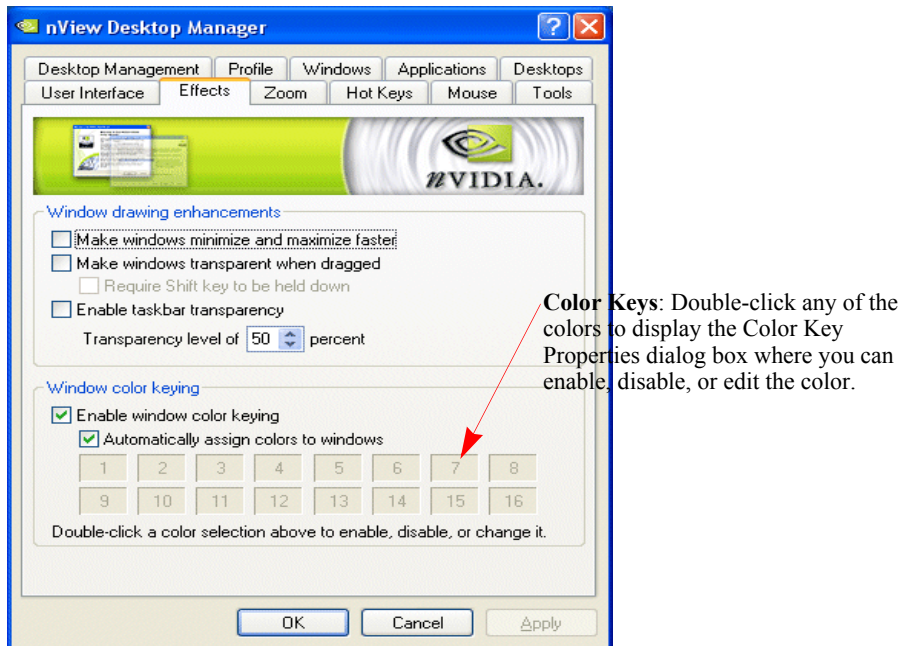 nView Desktop Manager
Desktop Management Profile Windows Applications Desktops
User Interface Effects Zoom Hot Keys Mouse Tools
nVIDIA.
Window drawing enhancements
Make windows minimize and maximize faster
Make windows transparent when dragged
Require Shift key to be held down
Enable taskbar transparency
Transparency level of 50 percent
Color Keys: Double-click any of the
colors to display the Color Key
Properties dialog box where you can
enable, disable, or edit the color.
Window color keying
Enable window color keying
Automatically assign colors to windows
1 2 3 4 5 6 7 8
9 10 11 12 13 14 15 16
Double-click a color selection above to enable, disable, or change it.
OK Cancel Apply